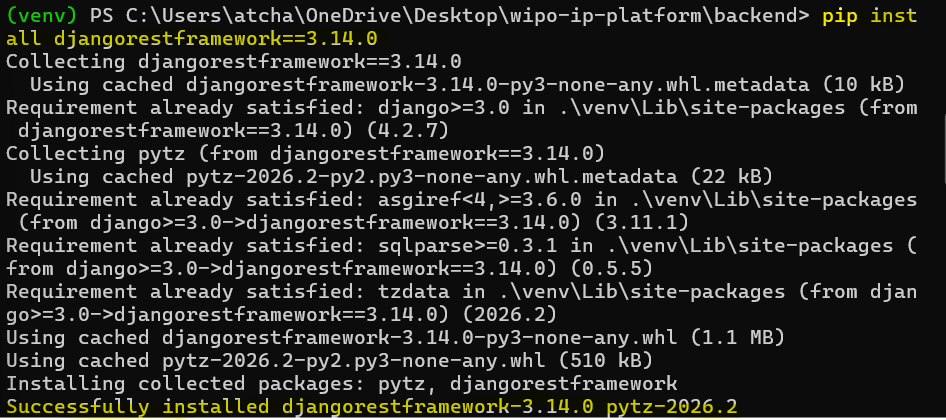 (venv) PS C:\Users\atcha\OneDrive\Desktop\wipo-ip-platform\backend> pip inst
all djangorestframework==3.14.0
Collecting djangorestframework==3.14.0
  Using cached djangorestframework-3.14.0-py3-none-any.whl.metadata (10 kB)
Requirement already satisfied: django>=3.0 in .\venv\Lib\site-packages (from
 djangorestframework==3.14.0) (4.2.7)
Collecting pytz (from djangorestframework==3.14.0)
  Using cached pytz-2026.2-py2.py3-none-any.whl.metadata (22 kB)
Requirement already satisfied: asgiref<4,>=3.6.0 in .\venv\Lib\site-packages
 (from django>=3.0->djangorestframework==3.14.0) (3.11.1)
Requirement already satisfied: sqlparse>=0.3.1 in .\venv\Lib\site-packages (
from django>=3.0->djangorestframework==3.14.0) (0.5.5)
Requirement already satisfied: tzdata in .\venv\Lib\site-packages (from djan
go>=3.0->djangorestframework==3.14.0) (2026.2)
Using cached djangorestframework-3.14.0-py3-none-any.whl (1.1 MB)
Using cached pytz-2026.2-py2.py3-none-any.whl (510 kB)
Installing collected packages: pytz, djangorestframework
Successfully installed djangorestframework-3.14.0 pytz-2026.2